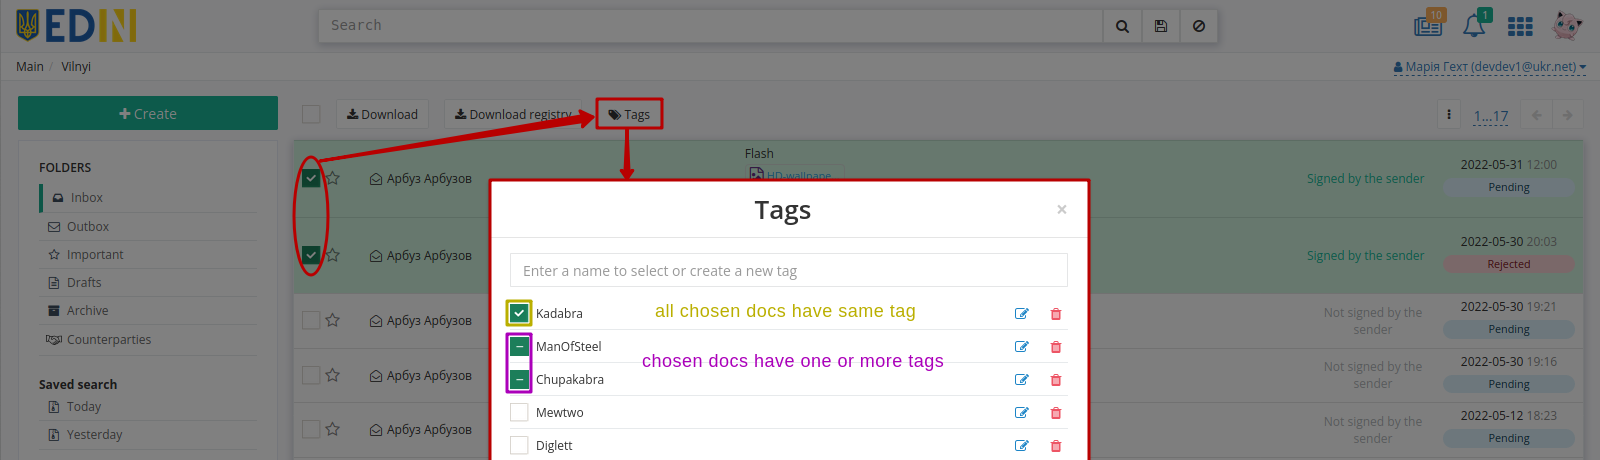 EDIN
Search
10
1
Main / Vilnyi
Марія Гехт (devdev1@ukr.net)
Create
Download
Download registry
Tags
1...17
FOLDERS
Inbox
Outbox
Important
Drafts
Archive
Counterparties
Saved search
Today
Yesterday
Арбуз Арбузов
Flash
HD-wallpape
Signed by the sender
2022-05-31 12:00
Pending
Арбуз Арбузов
Signed by the sender
2022-05-30 20:03
Rejected
Арбуз Арбузов
Not signed by the
sender
2022-05-30 19:21
Pending
Арбуз Арбузов
Not signed by the
sender
2022-05-30 19:16
Pending
Арбуз Арбузов
Not signed by the
sender
2022-05-12 18:23
Pending
Tags
×
Enter a name to select or create a new tag
Kadabra
all chosen docs have same tag
ManOfSteel
chosen docs have one or more tags
Chupakabra
Mewtwo
Diglett